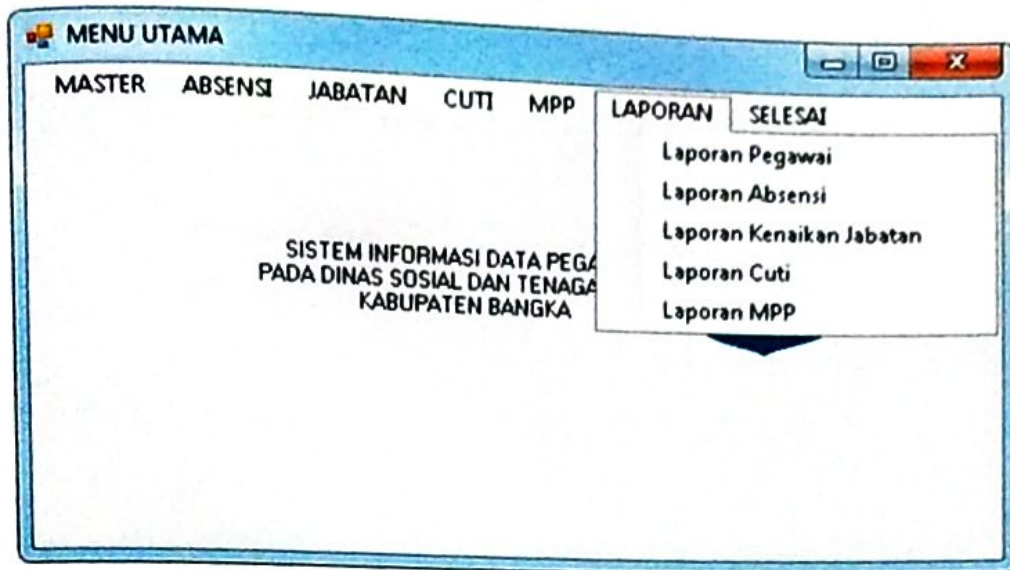 MENU UTAMA
MASTER ABSENSI JABATAN CUTI MPP LAPORAN SELESAI
Laporan Pegawai
Laporan Absensi
Laporan Kenaikan Jabatan
Laporan Cuti
Laporan MPP
SISTEM INFORMASI DATA PEGA
PADA DINAS SOSIAL DAN TENAGA
KABUPATEN BANGKA